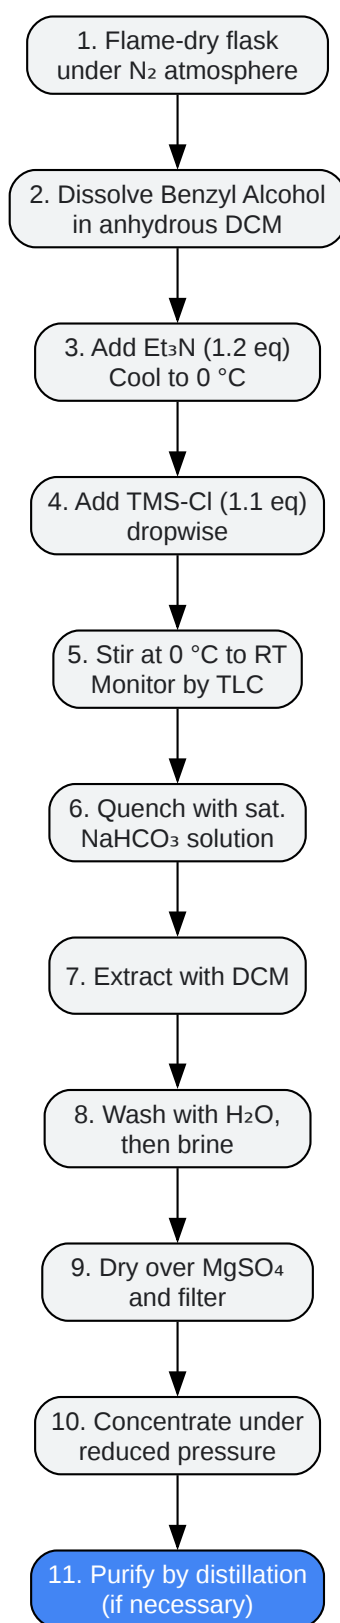 1. Flame-dry flask
under N₂ atmosphere
2. Dissolve Benzyl Alcohol
in anhydrous DCM
3. Add Et₃N (1.2 eq)
Cool to 0 °C
4. Add TMS-Cl (1.1 eq)
dropwise
5. Stir at 0 °C to RT
Monitor by TLC
6. Quench with sat.
NaHCO₃ solution
7. Extract with DCM
8. Wash with H₂O,
then brine
9. Dry over MgSO₄
and filter
10. Concentrate under
reduced pressure
11. Purify by distillation
(if necessary)